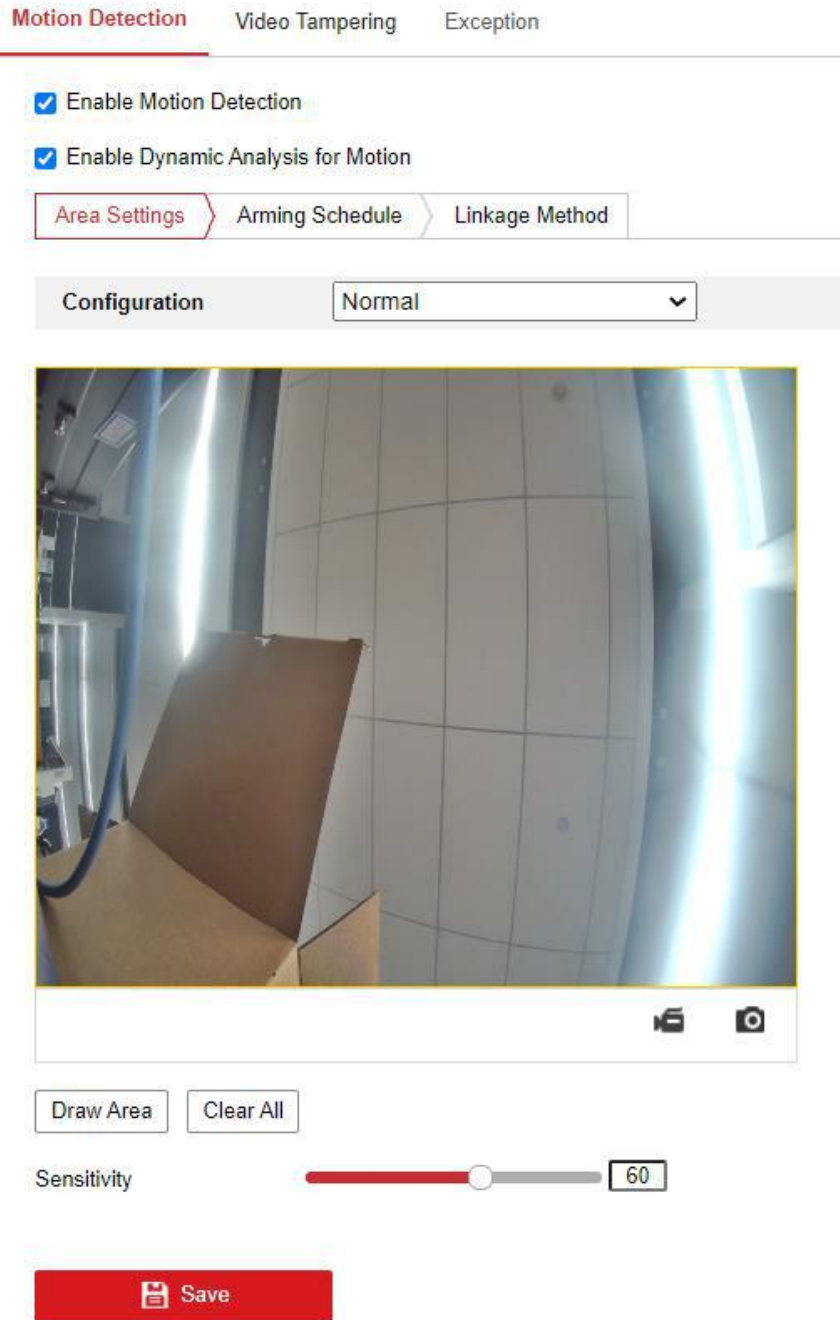 Motion Detection Video Tampering Exception
Enable Motion Detection
Enable Dynamic Analysis for Motion
Area Settings Arming Schedule Linkage Method
Configuration Normal
Draw Area Clear All
Sensitivity 60
Save